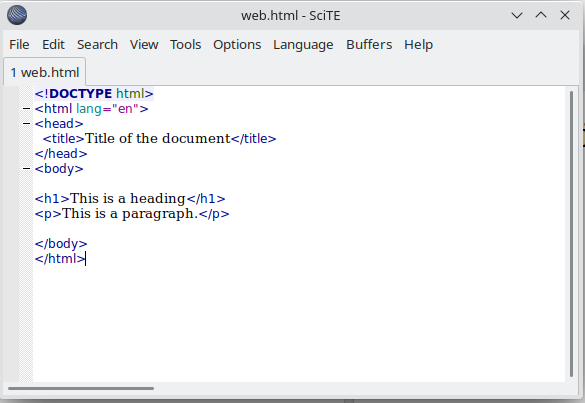 web.html - SciTE
File Edit Search View Tools Options Language Buffers Help
1 web.html
<!DOCTYPE html>
<html lang="en">
<head>
  <title>Title of the document</title>
</head>
<body>

<h1>This is a heading</h1>
<p>This is a paragraph.</p>

</body>
</html>